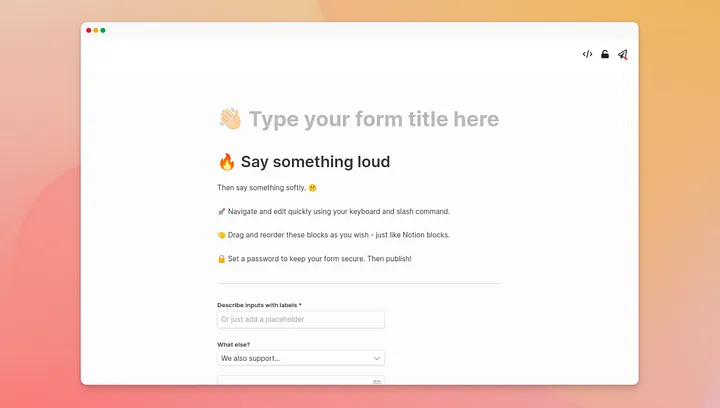 👋🏻 Type your form title here
🔥 Say something loud
Then say something softly. 🤫
🚀 Navigate and edit quickly using your keyboard and slash command.
🤏 Drag and reorder these blocks as you wish - just like Notion blocks.
🔒 Set a password to keep your form secure. Then publish!
Describe inputs with labels *
Or just add a placeholder
What else?
We also support...